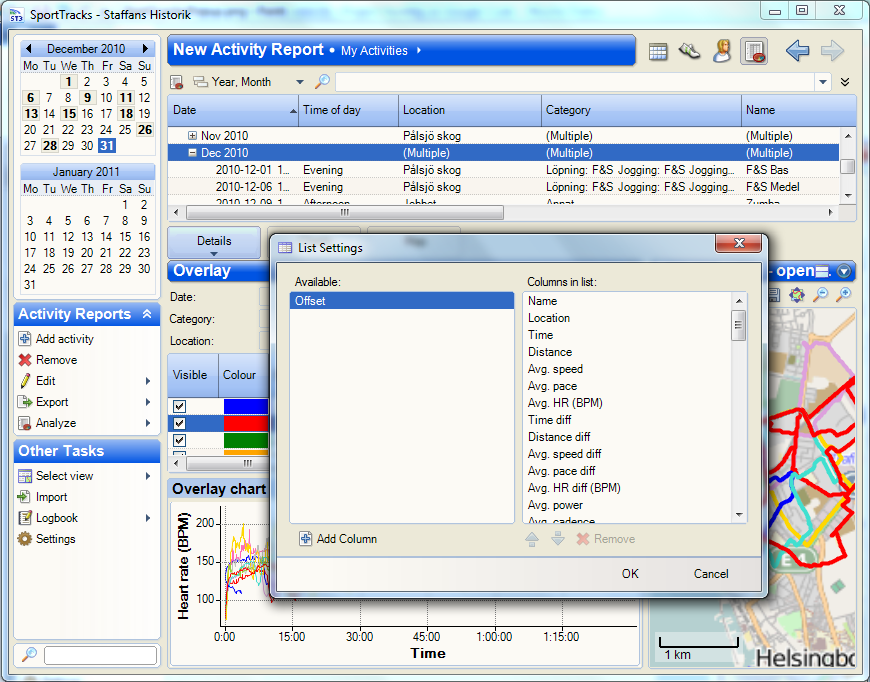 SportTracks - Staffans Historik
December 2010
Mo Tu We Th Fr Sa Su
1 2 3 4 5
6 7 8 9 10 11 12
13 14 15 16 17 18 19
20 21 22 23 24 25 26
27 28 29 30 31
January 2011
Mo Tu We Th Fr Sa Su
1 2
3 4 5 6 7 8 9
10 11 12 13 14 15 16
17 18 19 20 21 22 23
24 25 26 27 28 29 30
31
Activity Reports
Add activity
Remove
Edit
Export
Analyze
Other Tasks
Select view
Import
Logbook
Settings
New Activity Report • My Activities
Year, Month
Date Time of day Location Category Name
Nov 2010 Pålsjö skog (Multiple) (Multiple)
Dec 2010 (Multiple) (Multiple) (Multiple)
2010-12-01 1... Evening Pålsjö skog Löpning: F&S Jogging: F&S Jogging... F&S Bas
2010-12-06 1... Evening Pålsjö skog Löpning: F&S Jogging: F&S Jogging... F&S Medel
2010-12-09 1... Afternoon Jobbet Annat Zumba
Details
Overlay
Date:
Category:
Location:
Visible Colour
Overlay chart
Heart rate (BPM)
200
150
100
0:00 15:00 30:00 45:00 1:00:00 1:15:00
Time
List Settings
Available:
Offset
Add Column
Columns in list:
Name
Location
Time
Distance
Avg. speed
Avg. pace
Avg. HR (BPM)
Time diff
Distance diff
Avg. speed diff
Avg. pace diff
Avg. HR diff (BPM)
Avg. power
Avg. cadence
Remove
OK Cancel
- open
E4
1 km
Helsingbo